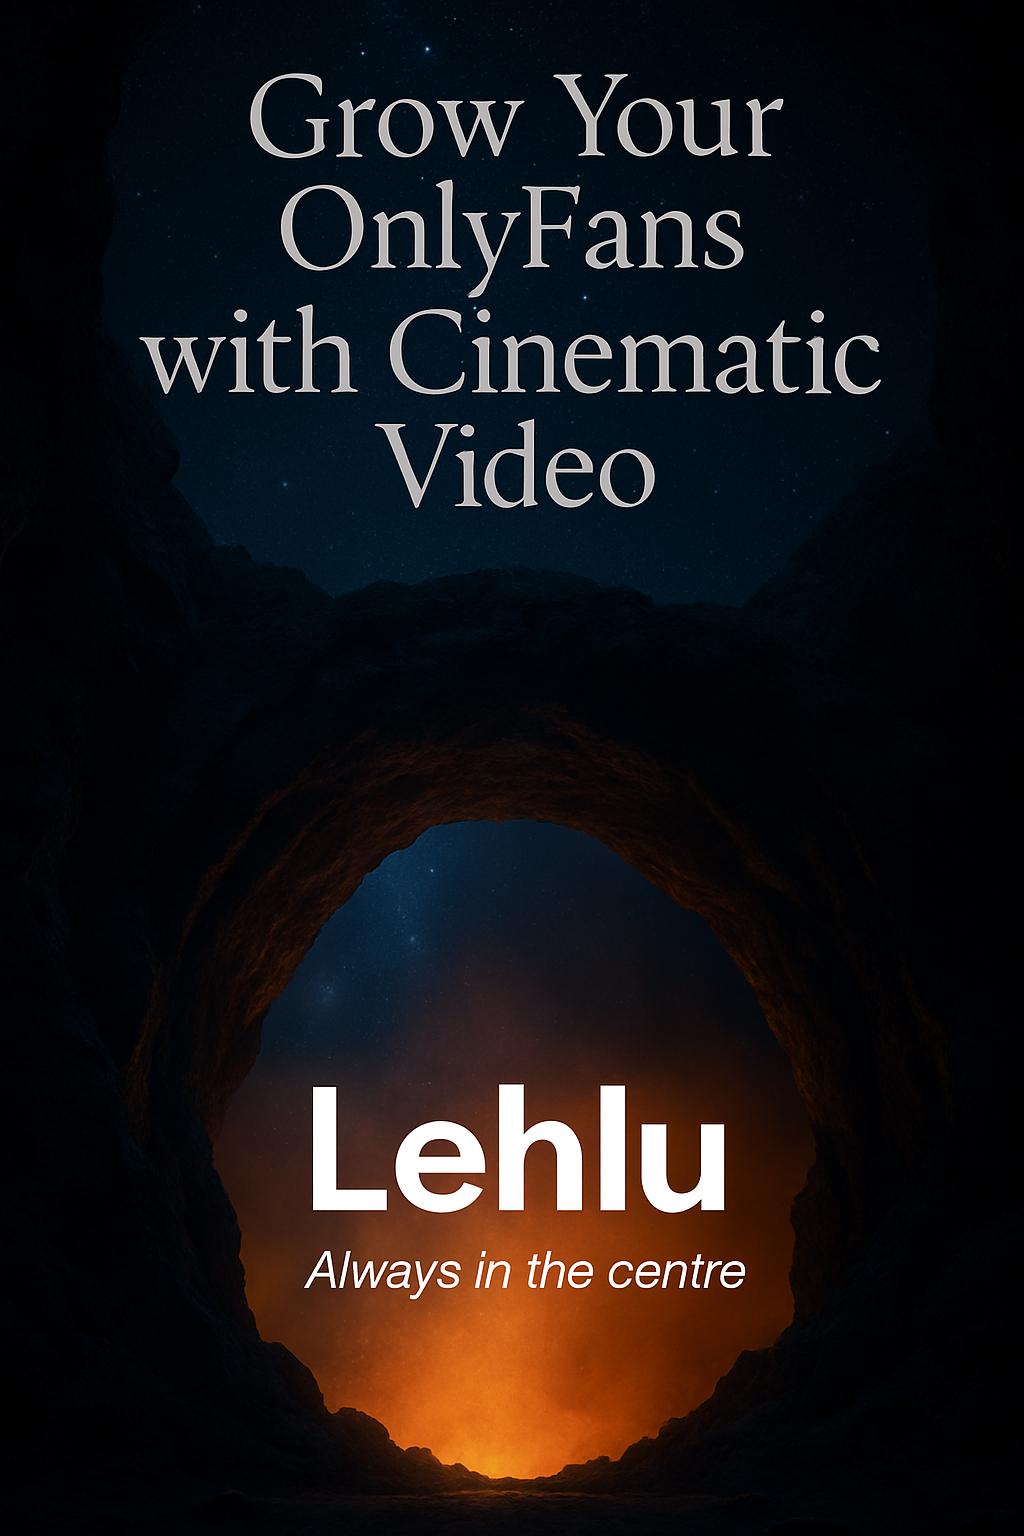 Grow Your
OnlyFans
with Cinematic
Video
Lehlu
Always in the centre